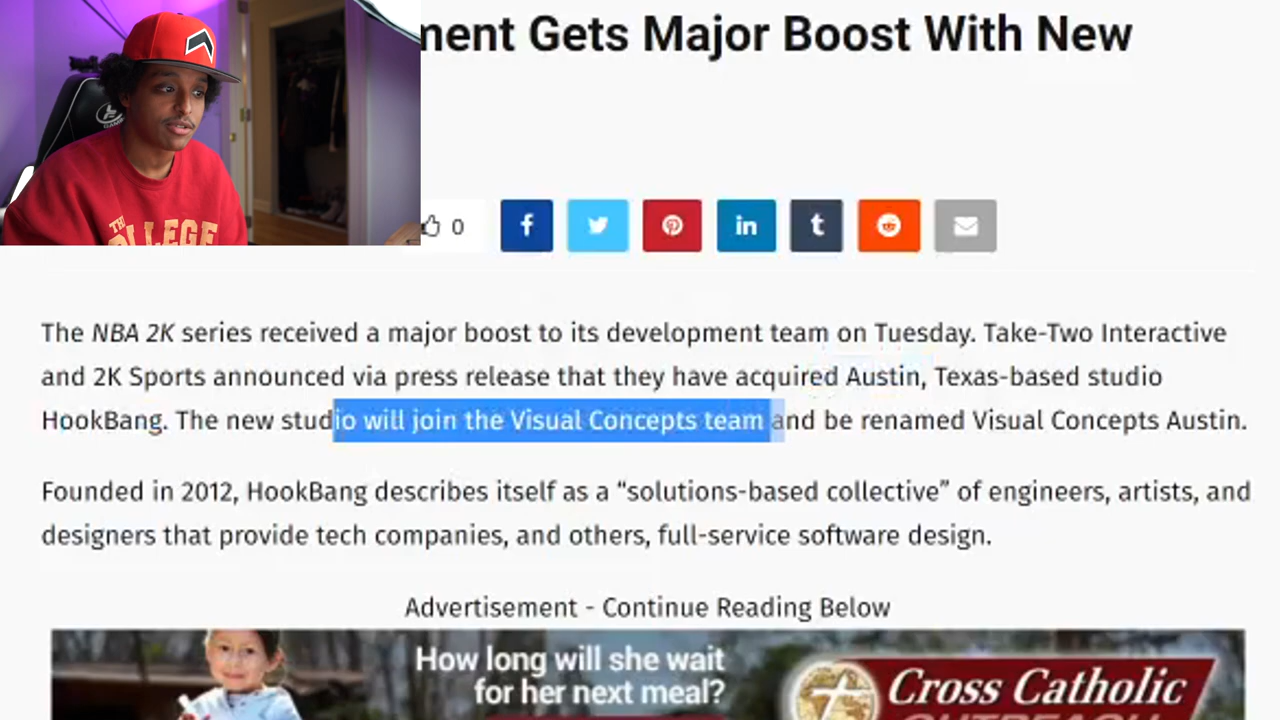 ment Gets Major Boost With New
0
The NBA 2K series received a major boost to its development team on Tuesday. Take-Two Interactive
and 2K Sports announced via press release that they have acquired Austin, Texas-based studio
HookBang. The new studio will join the Visual Concepts team and be renamed Visual Concepts Austin.
Founded in 2012, HookBang describes itself as a “solutions-based collective” of engineers, artists, and
designers that provide tech companies, and others, full-service software design.
Advertisement - Continue Reading Below
How long will she wait
for her next meal?
Cross Catholic
OUTREACH